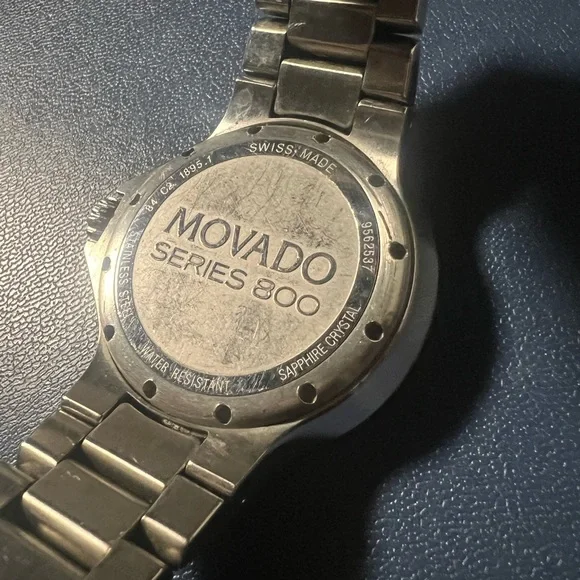 SWISS MADE
9562537
SAPPHIRE CRYSTAL
WATER RESISTANT
STAINLESS STEEL
84 C2 1895.1
MOVADO
SERIES 800